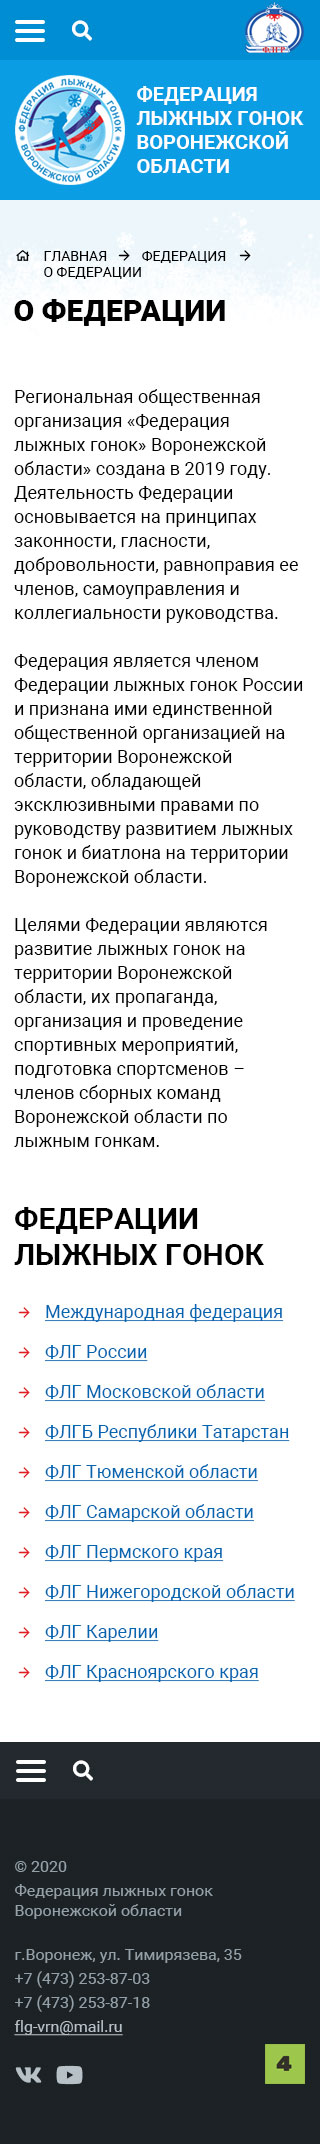 ФЛГР
ФЕДЕРАЦИЯ ЛЫЖНЫХ ГОНОК
ВОРОНЕЖСКОЙ ОБЛАСТИ
ФЕДЕРАЦИЯ
ЛЫЖНЫХ ГОНОК
ВОРОНЕЖСКОЙ
ОБЛАСТИ
ГЛАВНАЯ → ФЕДЕРАЦИЯ →
О ФЕДЕРАЦИИ
О ФЕДЕРАЦИИ
Региональная общественная
организация «Федерация
лыжных гонок» Воронежской
области» создана в 2019 году.
Деятельность Федерации
основывается на принципах
законности, гласности,
добровольности, равноправия ее
членов, самоуправления и
коллегиальности руководства.
Федерация является членом
Федерации лыжных гонок России
и признана ими единственной
общественной организацией на
территории Воронежской
области, обладающей
эксклюзивными правами по
руководству развитием лыжных
гонок и биатлона на территории
Воронежской области.
Целями Федерации являются
развитие лыжных гонок на
территории Воронежской
области, их пропаганда,
организация и проведение
спортивных мероприятий,
подготовка спортсменов –
членов сборных команд
Воронежской области по
лыжным гонкам.
ФЕДЕРАЦИИ
ЛЫЖНЫХ ГОНОК
→ Международная федерация
→ ФЛГ России
→ ФЛГ Московской области
→ ФЛГБ Республики Татарстан
→ ФЛГ Тюменской области
→ ФЛГ Самарской области
→ ФЛГ Пермского края
→ ФЛГ Нижегородской области
→ ФЛГ Карелии
→ ФЛГ Красноярского края
© 2020
Федерация лыжных гонок
Воронежской области
г.Воронеж, ул. Тимирязева, 35
+7 (473) 253-87-03
+7 (473) 253-87-18
flg-vrn@mail.ru
4